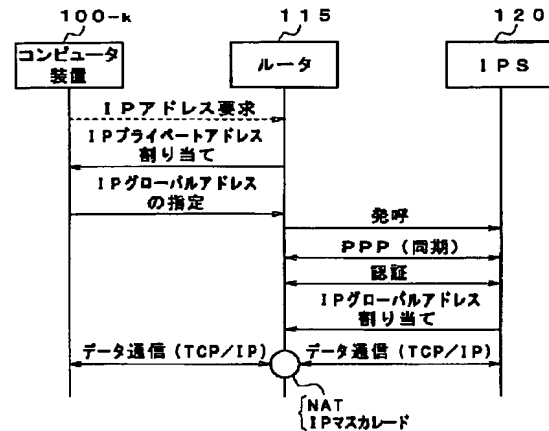 100-k
115
120
コンピュータ
装置
ルータ
IPS
IPアドレス要求
IPプライベートアドレス
割り当て
IPグローバルアドレス
の指定
発呼
PPP (同期)
認証
IPグローバルアドレス
割り当て
データ通信 (TCP/IP)
データ通信 (TCP/IP)
NAT
IPマスカレード